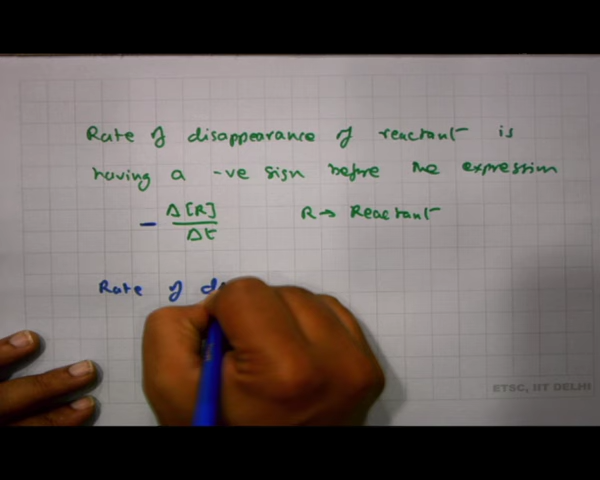 Rate of disappearance of reactant is
having a -ve sign before the expression
- Δ[R]
Δt
R → Reactant
Rate of
ETSC, IIT DELHI